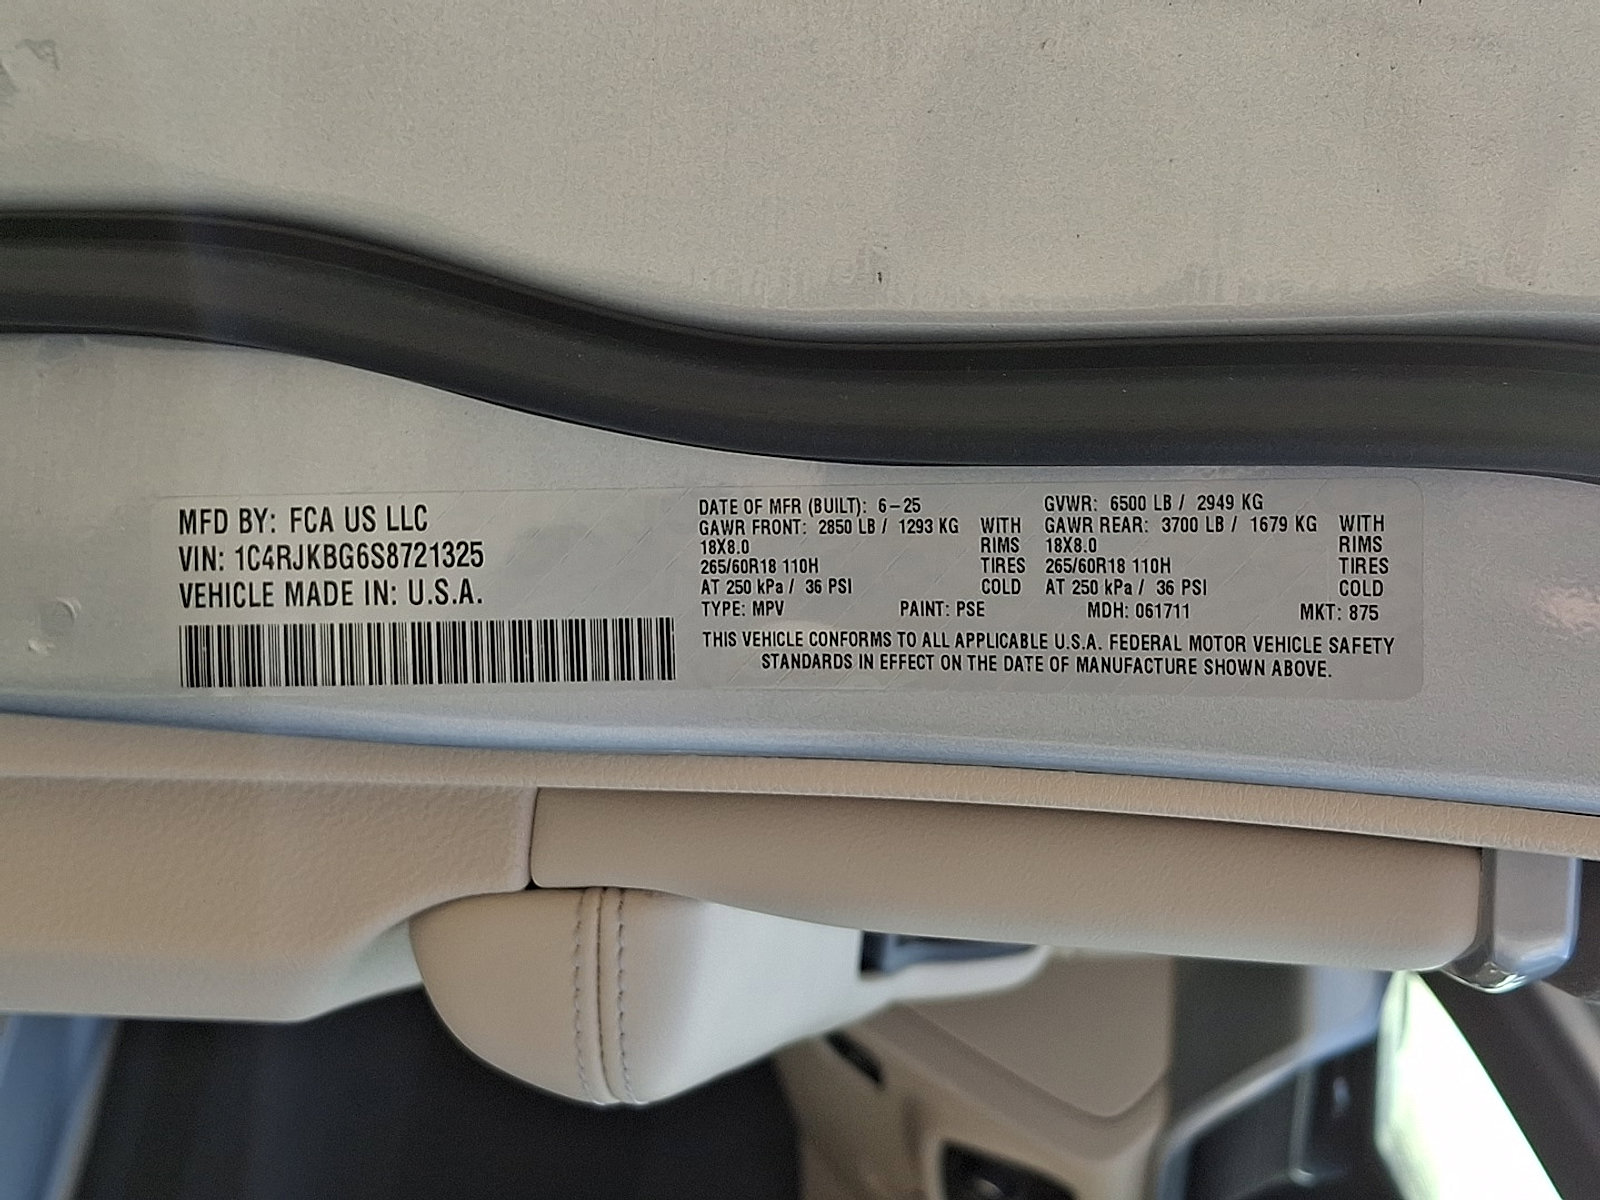 MFD BY: FCA US LLC
VIN: 1C4RJKBG6S8721325
VEHICLE MADE IN: U.S.A.
DATE OF MFR (BUILT): 6-25 GVWR: 6500 LB / 2949 KG
GAWR FRONT: 2850 LB / 1293 KG WITH GAWR REAR: 3700 LB / 1679 KG WITH
18X8.0 RIMS 18X8.0 RIMS
265/60R18 110H TIRES 265/60R18 110H TIRES
AT 250 kPa / 36 PSI COLD AT 250 kPa / 36 PSI COLD
TYPE: MPV PAINT: PSE MDH: 061711 MKT: 875
THIS VEHICLE CONFORMS TO ALL APPLICABLE U.S.A. FEDERAL MOTOR VEHICLE SAFETY
STANDARDS IN EFFECT ON THE DATE OF MANUFACTURE SHOWN ABOVE.